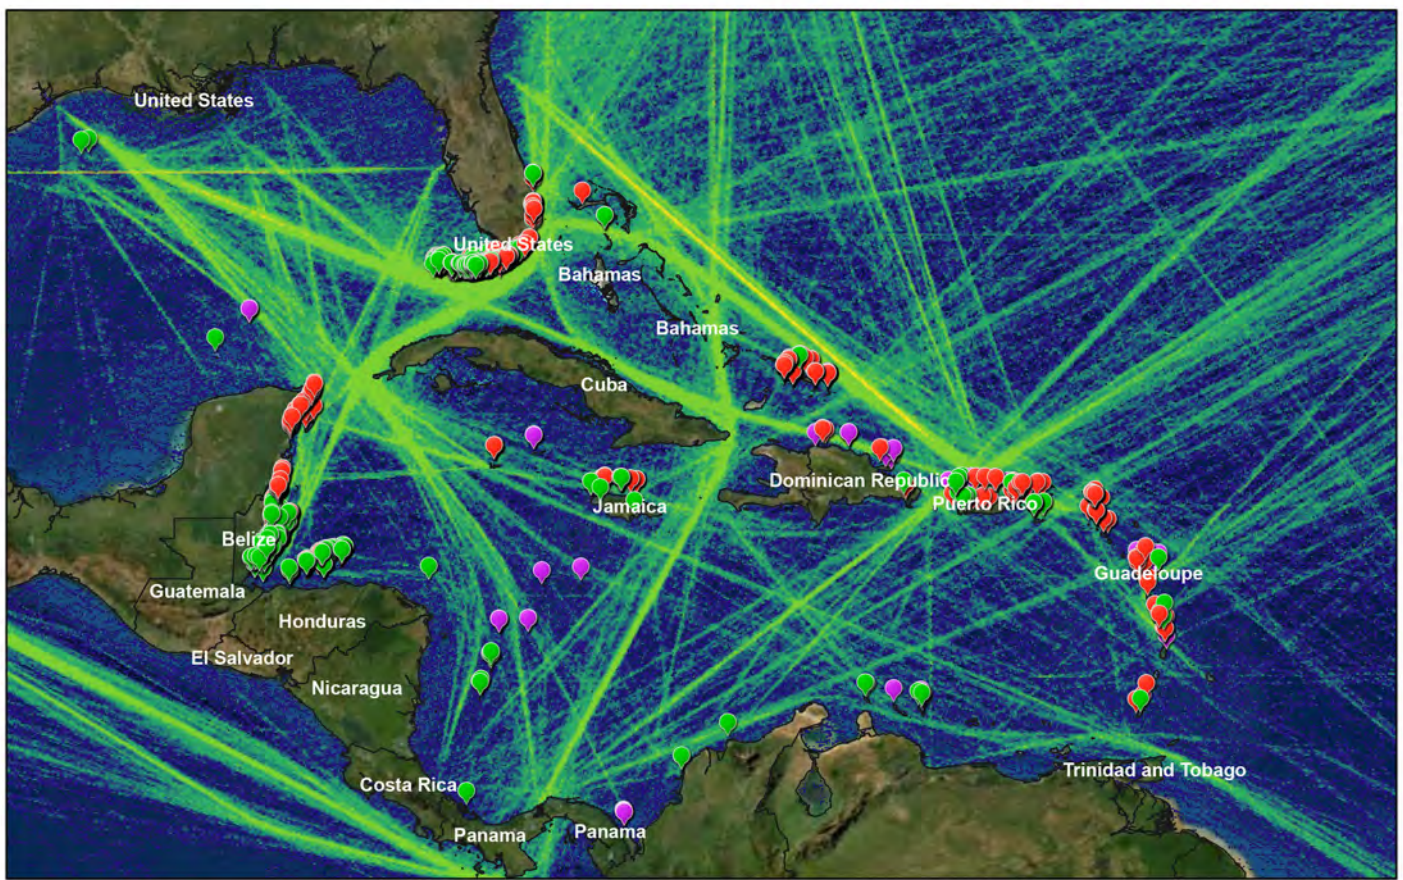 United States
United States
Bahamas
Bahamas
Cuba
Dominican Republic
Jamaica
Puerto Rico
Belize
Guadeloupe
Guatemala
Honduras
El Salvador
Nicaragua
Trinidad and Tobago
Costa Rica
Panama
Panama